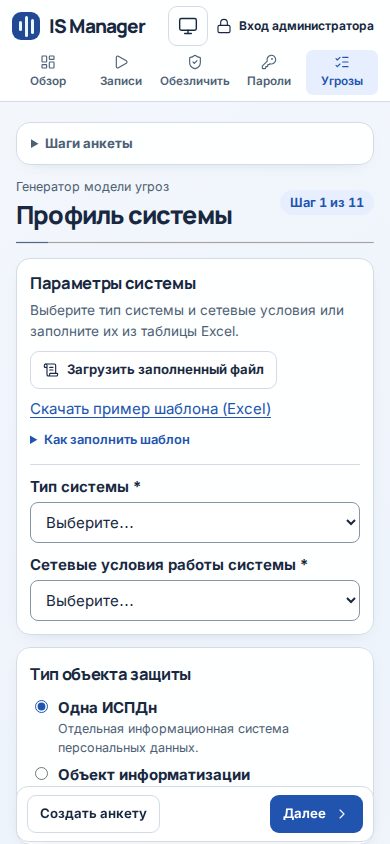 IS Manager
Вход администратора
Обзор
Записи
Обезличить
Пароли
Угрозы
Шаги анкеты
Генератор модели угроз
Профиль системы
Шаг 1 из 11
Параметры системы
Выберите тип системы и сетевые условия или
заполните их из таблицы Excel.
Загрузить заполненный файл
Скачать пример шаблона (Excel)
Как заполнить шаблон
Тип системы *
Выберите...
Сетевые условия работы системы *
Выберите...
Тип объекта защиты
Одна ИСПДн
Отдельная информационная система
персональных данных.
Объект информатизации
Создать анкету
Далее